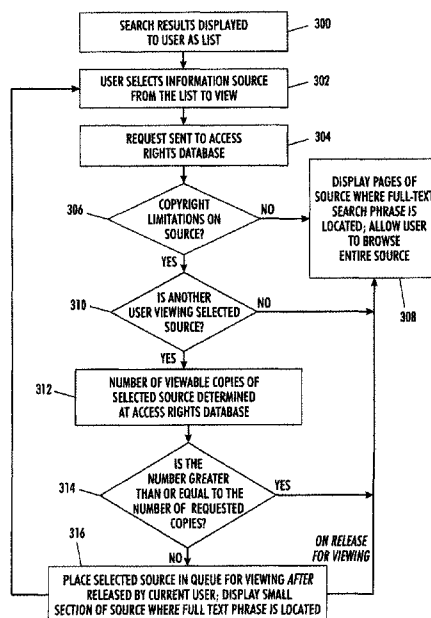 SEARCH RESULTS DISPLAYED
TO USER AS LIST
300
USER SELECTS INFORMATION SOURCE
FROM THE LIST TO VIEW
302
REQUEST SENT TO ACCESS
RIGHTS DATABASE
304
306
COPYRIGHT
LIMITATIONS ON
SOURCE?
NO
DISPLAY PAGES OF
SOURCE WHERE FULL-TEXT
SEARCH PHRASE IS
LOCATED; ALLOW USER
TO BROWSE
ENTIRE SOURCE
308
YES
310
IS ANOTHER
USER VIEWING SELECTED
SOURCE?
NO
YES
312
NUMBER OF VIEWABLE COPIES OF
SELECTED SOURCE DETERMINED
AT ACCESS RIGHTS DATABASE
314
IS THE
NUMBER GREATER
THAN OR EQUAL TO THE
NUMBER OF REQUESTED
COPIES?
YES
NO
ON RELEASE
FOR VIEWING
316
PLACE SELECTED SOURCE IN QUEUE FOR VIEWING AFTER
RELEASED BY CURRENT USER; DISPLAY SMALL
SECTION OF SOURCE WHERE FULL TEXT PHRASE IS LOCATED